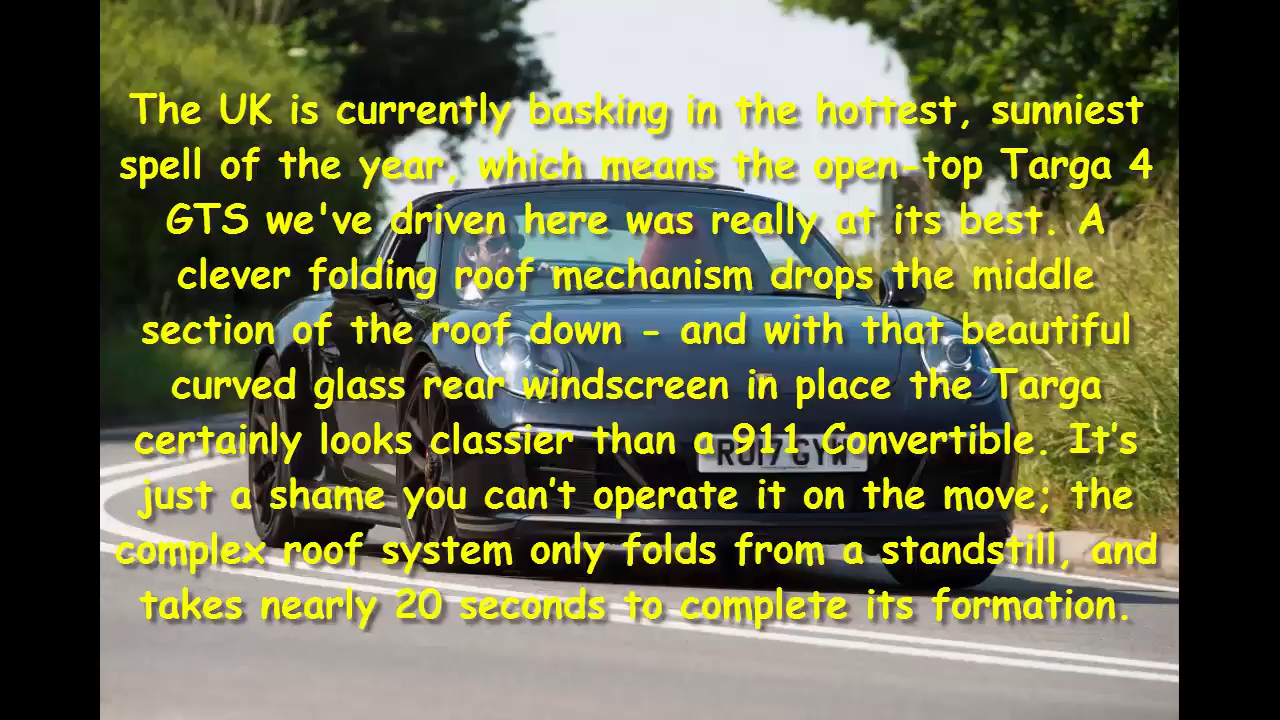 The UK is currently basking in the hottest, sunniest
spell of the year, which means the open-top Targa 4
GTS we've driven here was really at its best. A
clever folding roof mechanism drops the middle
section of the roof down - and with that beautiful
curved glass rear windscreen in place the Targa
certainly looks classier than a 911 Convertible. It’s
just a shame you can’t operate it on the move; the
complex roof system only folds from a standstill, and
takes nearly 20 seconds to complete its formation.
RO17 GYW